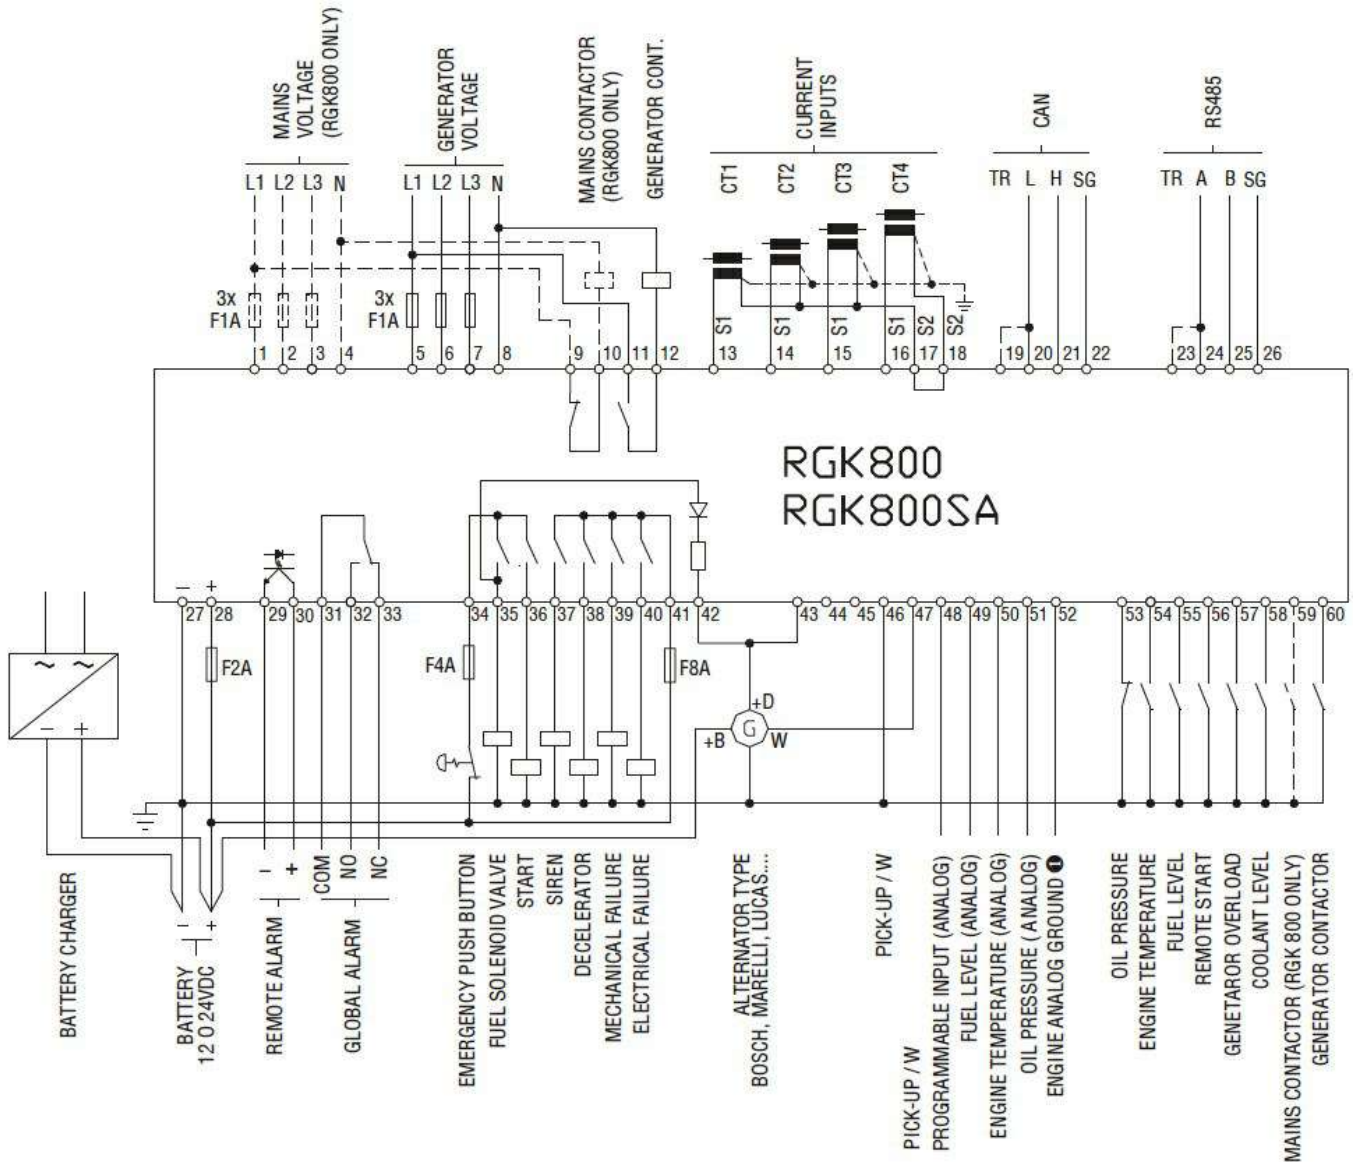 MAINS
VOLTAGE
(RGK800 ONLY)
GENERATOR
VOLTAGE
MAINS CONTACTOR
(RGK800 ONLY)
GENERATOR CONT.
CURRENT
INPUTS
CAN
RS485
L1 L2 L3 N
L1 L2 L3 N
CT1 CT2 CT3 CT4
TR L H SG
TR A B SG
3x
F1A
3x
F1A
S1 S1 S1 S1 S2 S2
1 2 3 4 5 6 7 8 9 10 11 12 13 14 15 16 17 18 19 20 21 22 23 24 25 26
RGK800
RGK800SA
− +
27 28 29 30 31 32 33 34 35 36 37 38 39 40 41 42 43 44 45 46 47 48 49 50 51 52 53 54 55 56 57 58 59 60
F2A
F4A
F8A
~ ~
− +
+D
+B
G
W
− +
− +
COM
NO
NC
BATTERY CHARGER
BATTERY
12 O 24VDC
REMOTE ALARM
GLOBAL ALARM
EMERGENCY PUSH BUTTON
FUEL SOLENOID VALVE
START
SIREN
DECELERATOR
MECHANICAL FAILURE
ELECTRICAL FAILURE
ALTERNATOR TYPE
BOSCH, MARELLI, LUCAS....
PICK-UP / W
PICK-UP / W
PROGRAMMABLE INPUT (ANALOG)
FUEL LEVEL (ANALOG)
ENGINE TEMPERATURE (ANALOG)
OIL PRESSURE ( ANALOG)
ENGINE ANALOG GROUND ❶
OIL PRESSURE
ENGINE TEMPERATURE
FUEL LEVEL
REMOTE START
GENETAROR OVERLOAD
COOLANT LEVEL
MAINS CONTACTOR (RGK 800 ONLY)
GENERATOR CONTACTOR